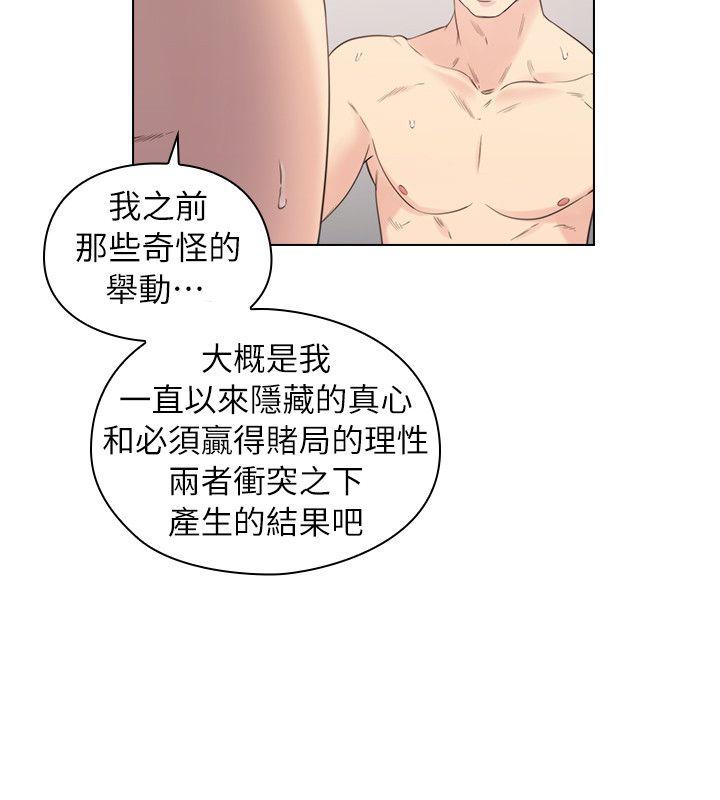 我之前
那些奇怪的
舉動⋯
大概是我
一直以來隱藏的真心
和必須贏得賭局的理性
兩者衝突之下
產生的結果吧